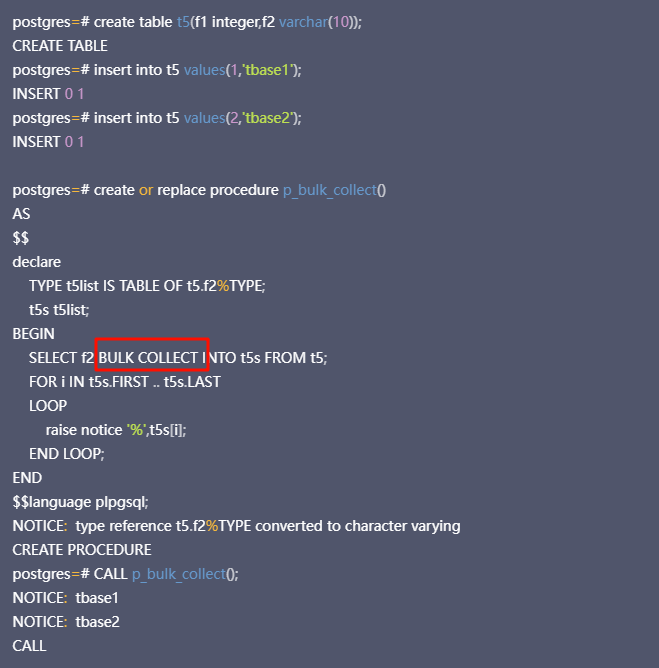 postgres=# create table t5(f1 integer,f2 varchar(10));
CREATE TABLE
postgres=# insert into t5 values(1,'tbase1');
INSERT 0 1
postgres=# insert into t5 values(2,'tbase2');
INSERT 0 1
postgres=# create or replace procedure p_bulk_collect()
AS
$$
declare
TYPE t5list IS TABLE OF t5.f2%TYPE;
t5s t5list;
BEGIN
SELECT f2 BULK COLLECT INTO t5s FROM t5;
FOR i IN t5s.FIRST .. t5s.LAST
LOOP
raise notice '%',t5s[i];
END LOOP;
END
$$language plpgsql;
NOTICE:  type reference t5.f2%TYPE converted to character varying
CREATE PROCEDURE
postgres=# CALL p_bulk_collect();
NOTICE:  tbase1
NOTICE:  tbase2
CALL